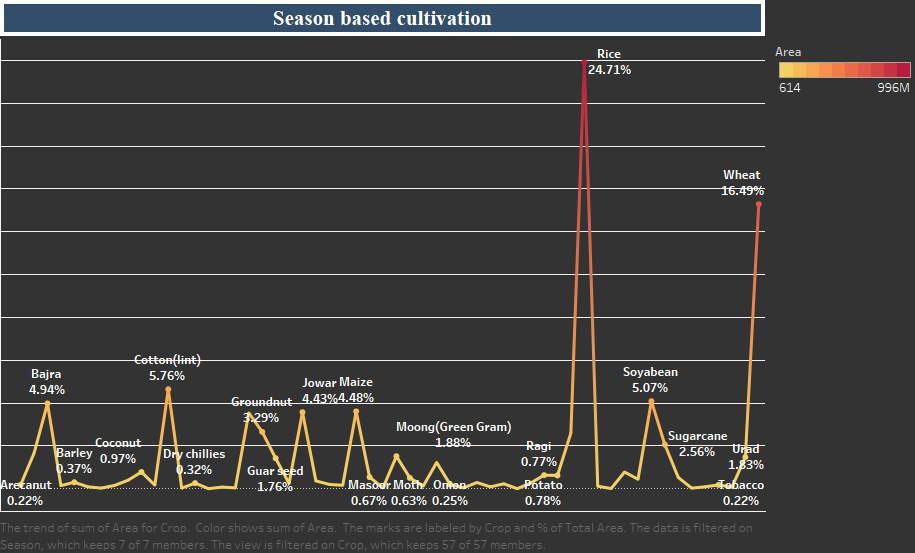 Season based cultivation
Area
614 996M
Rice
24.71%
Wheat
16.49%
Cotton(lint)
5.76%
Bajra
4.94%
Jowar
4.43%
Maize
4.48%
Soyabean
5.07%
Groundnut
3.29%
Moong(Green Gram)
1.88%
Coconut
0.97%
Barley
0.37%
Dry chillies
0.32%
Guar seed
1.76%
Ragi
0.77%
Sugarcane
2.56%
Urad
1.83%
Arecanut
0.22%
Masoor
0.67%
Moth
0.63%
Onion
0.25%
Potato
0.78%
Tobacco
0.22%
The trend of sum of Area for Crop. Color shows sum of Area. The marks are labeled by Crop and % of Total Area. The data is filtered on
Season, which keeps 7 of 7 members. The view is filtered on Crop, which keeps 57 of 57 members.